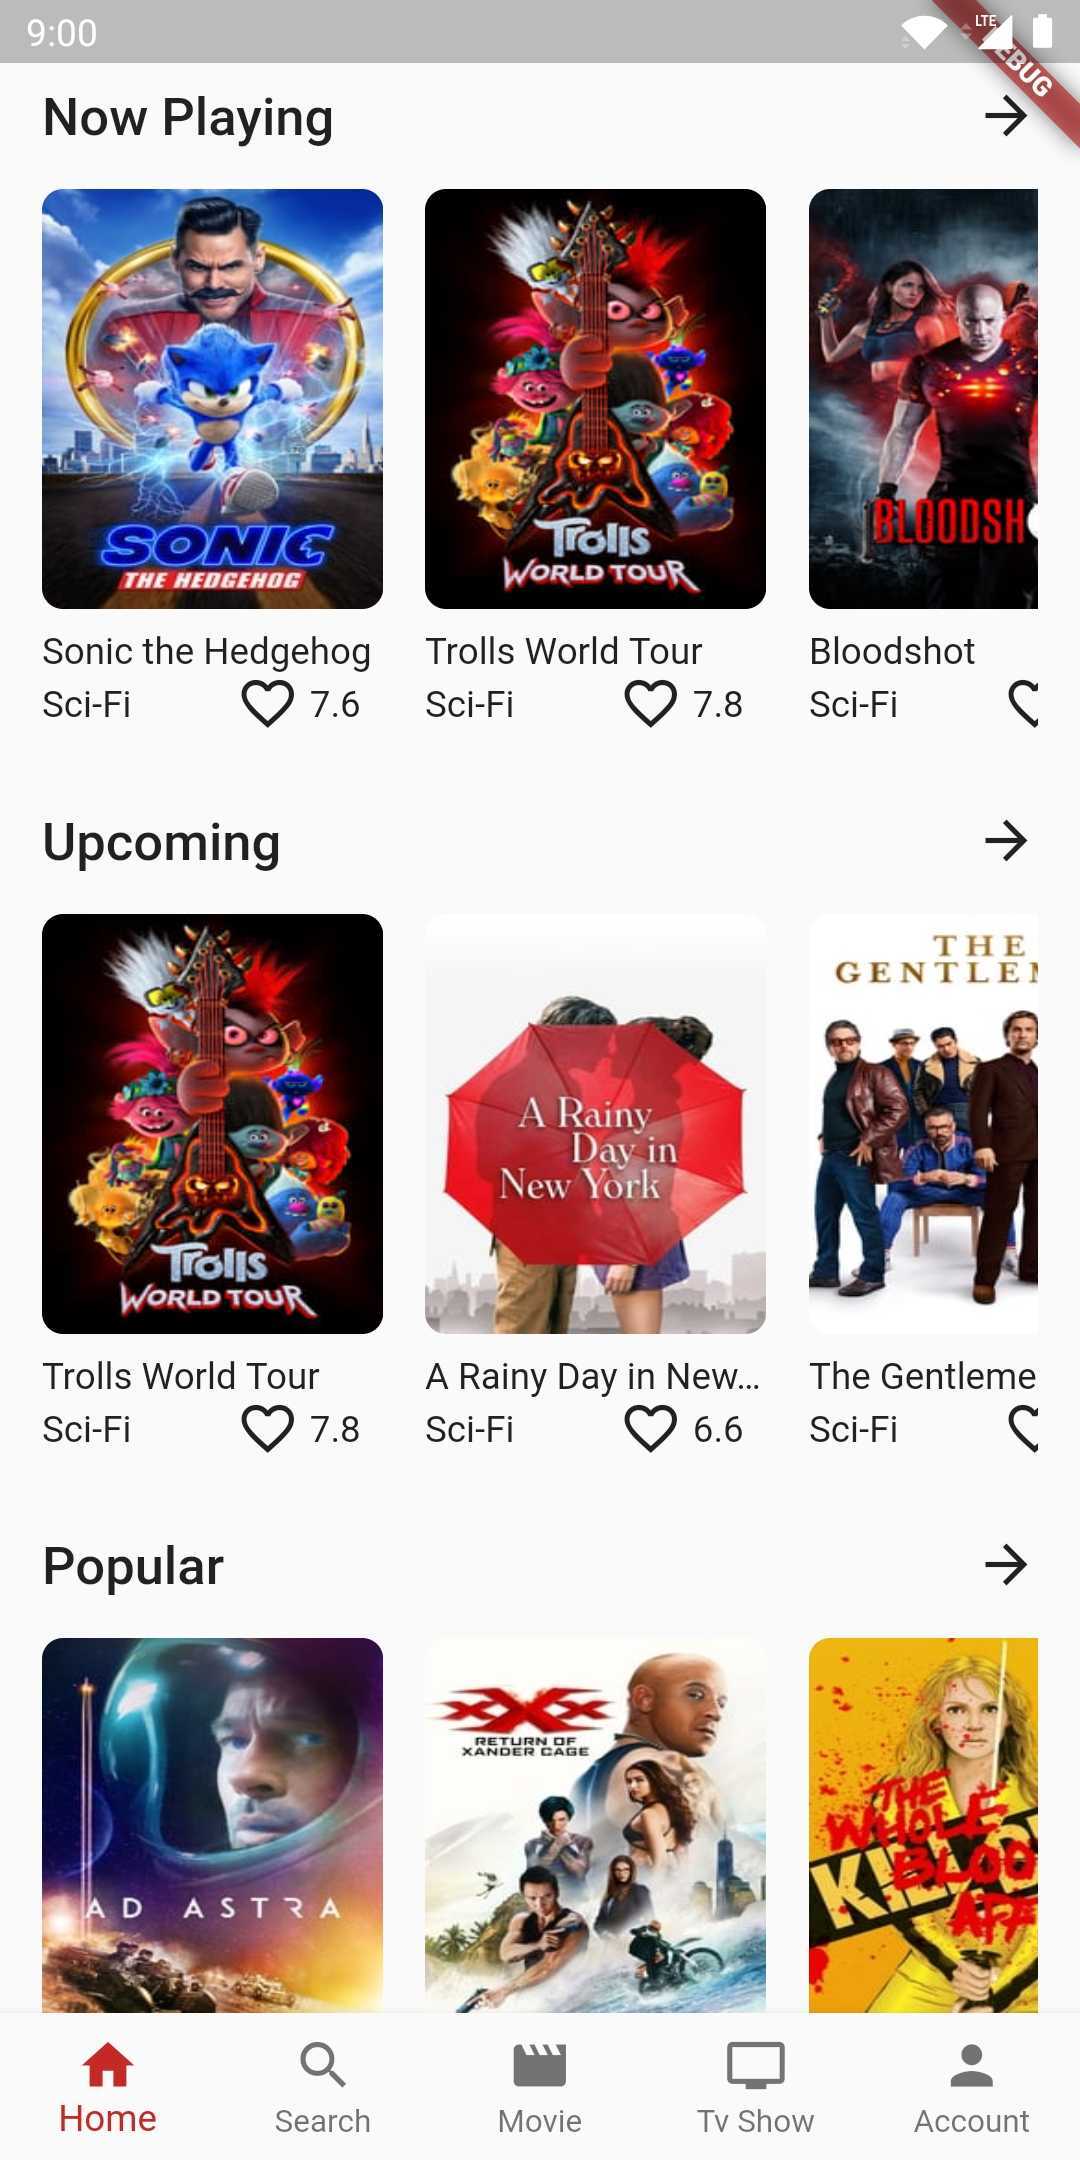 9:00
LTE
EBUG
Now Playing
SONIC
THE HEDGEHOG
Trolls
WORLD TOUR
BLOODSH
Sonic the Hedgehog
Trolls World Tour
Bloodshot
Sci-Fi 7.6
Sci-Fi 7.8
Sci-Fi
Upcoming
Trolls
WORLD TOUR
A Rainy
Day in
New York
THE
GENTLEM
Trolls World Tour
A Rainy Day in New...
The Gentleme
Sci-Fi 7.8
Sci-Fi 6.6
Sci-Fi
Popular
AD ASTRA
xXx
RETURN OF
XANDER CAGE
THE
WHOLE
BLOO
KILL
AFF
Home
Search
Movie
Tv Show
Account